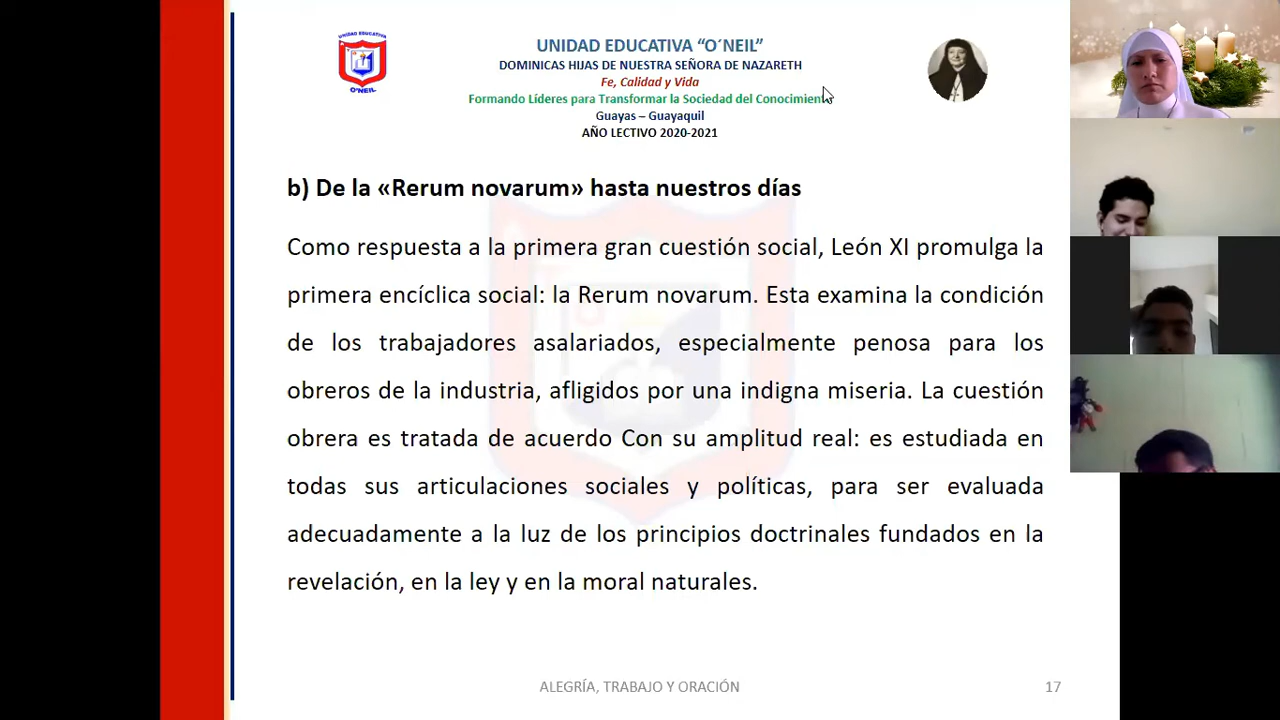 UNIDAD EDUCATIVA
O´NEIL
UNIDAD EDUCATIVA “O´NEIL”
DOMINICAS HIJAS DE NUESTRA SEÑORA DE NAZARETH
Fe, Calidad y Vida
Formando Líderes para Transformar la Sociedad del Conocimiento
Guayas – Guayaquil
AÑO LECTIVO 2020-2021
b) De la «Rerum novarum» hasta nuestros días
Como respuesta a la primera gran cuestión social, León XI promulga la
primera encíclica social: la Rerum novarum. Esta examina la condición
de los trabajadores asalariados, especialmente penosa para los
obreros de la industria, afligidos por una indigna miseria. La cuestión
obrera es tratada de acuerdo Con su amplitud real: es estudiada en
todas sus articulaciones sociales y políticas, para ser evaluada
adecuadamente a la luz de los principios doctrinales fundados en la
revelación, en la ley y en la moral naturales.
ALEGRÍA, TRABAJO Y ORACIÓN
17